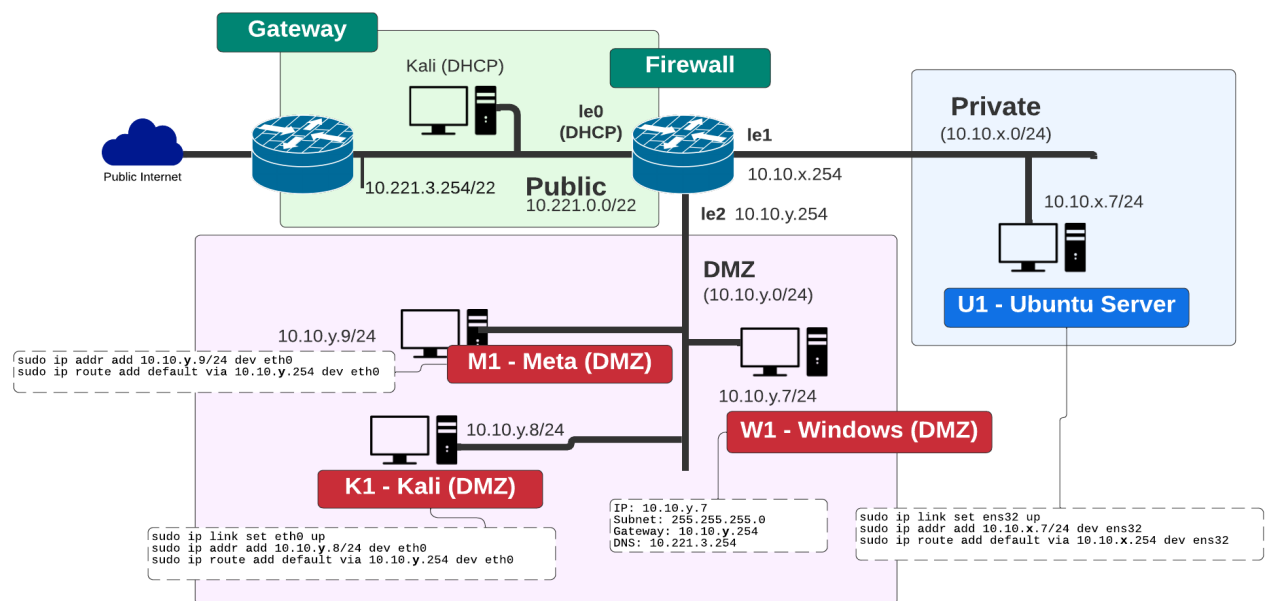 Gateway
Kali (DHCP)
Firewall
le0
(DHCP)
le1
Private
(10.10.x.0/24)
Public Internet
10.221.3.254/22
Public
10.221.0.0/22
10.10.x.254
10.10.x.7/24
le2 10.10.y.254
U1 - Ubuntu Server
DMZ
(10.10.y.0/24)
10.10.y.9/24
M1 - Meta (DMZ)
sudo ip addr add 10.10.y.9/24 dev eth0
sudo ip route add default via 10.10.y.254 dev eth0
10.10.y.7/24
W1 - Windows (DMZ)
10.10.y.8/24
K1 - Kali (DMZ)
IP: 10.10.y.7
Subnet: 255.255.255.0
Gateway: 10.10.y.254
DNS: 10.221.3.254
sudo ip link set ens32 up
sudo ip addr add 10.10.x.7/24 dev ens32
sudo ip route add default via 10.10.x.254 dev ens32
sudo ip link set eth0 up
sudo ip addr add 10.10.y.8/24 dev eth0
sudo ip route add default via 10.10.y.254 dev eth0